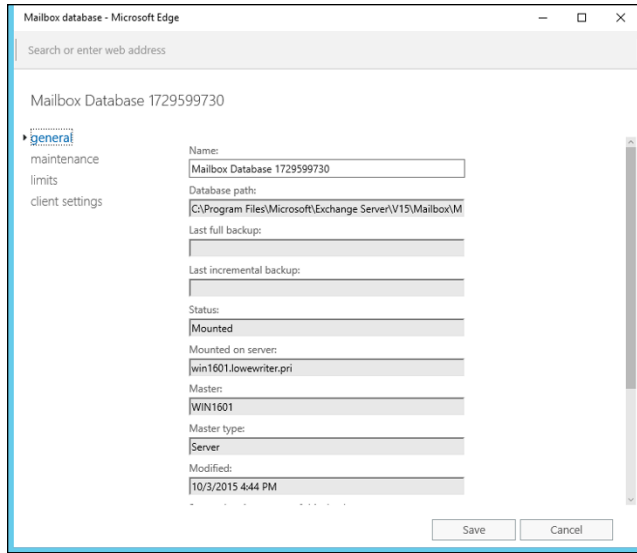 Mailbox database - Microsoft Edge
Search or enter web address
Mailbox Database 1729599730
general
maintenance
limits
client settings
Name:
Mailbox Database 1729599730
Database path:
C:\Program Files\Microsoft\Exchange Server\V15\Mailbox\M
Last full backup:
Last incremental backup:
Status:
Mounted
Mounted on server:
win1601.lowewriter.pri
Master:
WIN1601
Master type:
Server
Modified:
10/3/2015 4:44 PM
Save Cancel